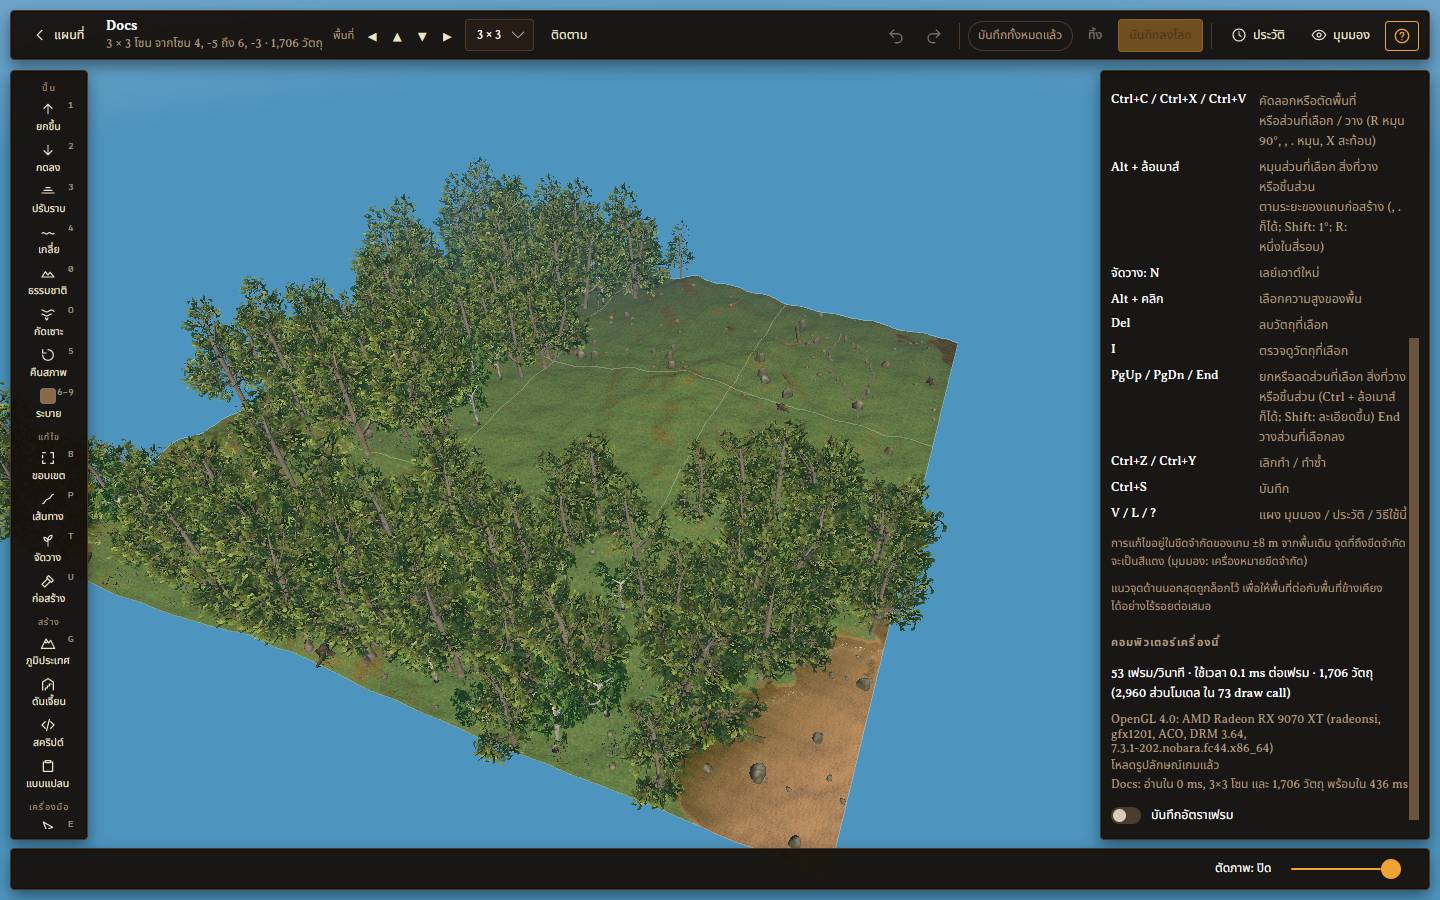 แผนที่
Docs
3 × 3 โซน จากโซน 4, -5 ถึง 6, -3 · 1,706 วัตถุ
พื้นที่
◀ ▲ ▼ ▶
3 × 3
ติดตาม
บันทึกทั้งหมดแล้ว
ทิ้ง
บันทึกลงโลก
ประวัติ
มุมมอง
ปั้น
1
ยกขึ้น
2
กดลง
3
ปรับราบ
4
เกลี่ย
0
ธรรมชาติ
O
กัดเซาะ
5
คืนสภาพ
6–9
ระบาย
แก้ไข
B
ขอบเขต
P
เส้นทาง
T
จัดวาง
U
ก่อสร้าง
สร้าง
G
ภูมิประเทศ
ดันเจี้ยน
สคริปต์
แบบแปลน
เครื่องมือ
E
Ctrl+C / Ctrl+X / Ctrl+V
คัดลอกหรือตัดพื้นที่
หรือส่วนที่เลือก / วาง (R หมุน
90°, , . หมุน, X สะท้อน)
Alt + ล้อเมาส์
หมุนส่วนที่เลือก สิ่งที่วาง
หรือชิ้นส่วน
ตามระยะของแถบก่อสร้าง (, .
ก็ได้; Shift: 1°; R:
หนึ่งในสี่รอบ)
จัดวาง: N
เลย์เอาต์ใหม่
Alt + คลิก
เลือกความสูงของพื้น
Del
ลบวัตถุที่เลือก
I
ตรวจดูวัตถุที่เลือก
PgUp / PgDn / End
ยกหรือลดส่วนที่เลือก สิ่งที่วาง
หรือชิ้นส่วน (Ctrl + ล้อเมาส์
ก็ได้; Shift: ละเอียดขึ้น) End
วางส่วนที่เลือกลง
Ctrl+Z / Ctrl+Y
เลิกทำ / ทำซ้ำ
Ctrl+S
บันทึก
V / L / ?
แผง มุมมอง / ประวัติ / วิธีใช้นี้
การแก้ไขอยู่ในขีดจำกัดของเกม ±8 m จากพื้นเดิม จุดที่ถึงขีดจำกัด
จะเป็นสีแดง (มุมมอง: เครื่องหมายขีดจำกัด)
แนวจุดด้านนอกสุดถูกล็อกไว้ เพื่อให้พื้นที่ต่อกับพื้นที่ข้างเคียง
ได้อย่างไร้รอยต่อเสมอ
คอมพิวเตอร์เครื่องนี้
53 เฟรม/วินาที · ใช้เวลา 0.1 ms ต่อเฟรม · 1,706 วัตถุ
(2,960 ส่วนโมเดล ใน 73 draw call)
OpenGL 4.0: AMD Radeon RX 9070 XT (radeonsi,
gfx1201, ACO, DRM 3.64,
7.3.1-202.nobara.fc44.x86_64)
โหลดรูปลักษณ์เกมแล้ว
Docs: อ่านใน 0 ms, 3×3 โซน และ 1,706 วัตถุ พร้อมใน 436 ms
บันทึกอัตราเฟรม
ตัดภาพ: ปิด